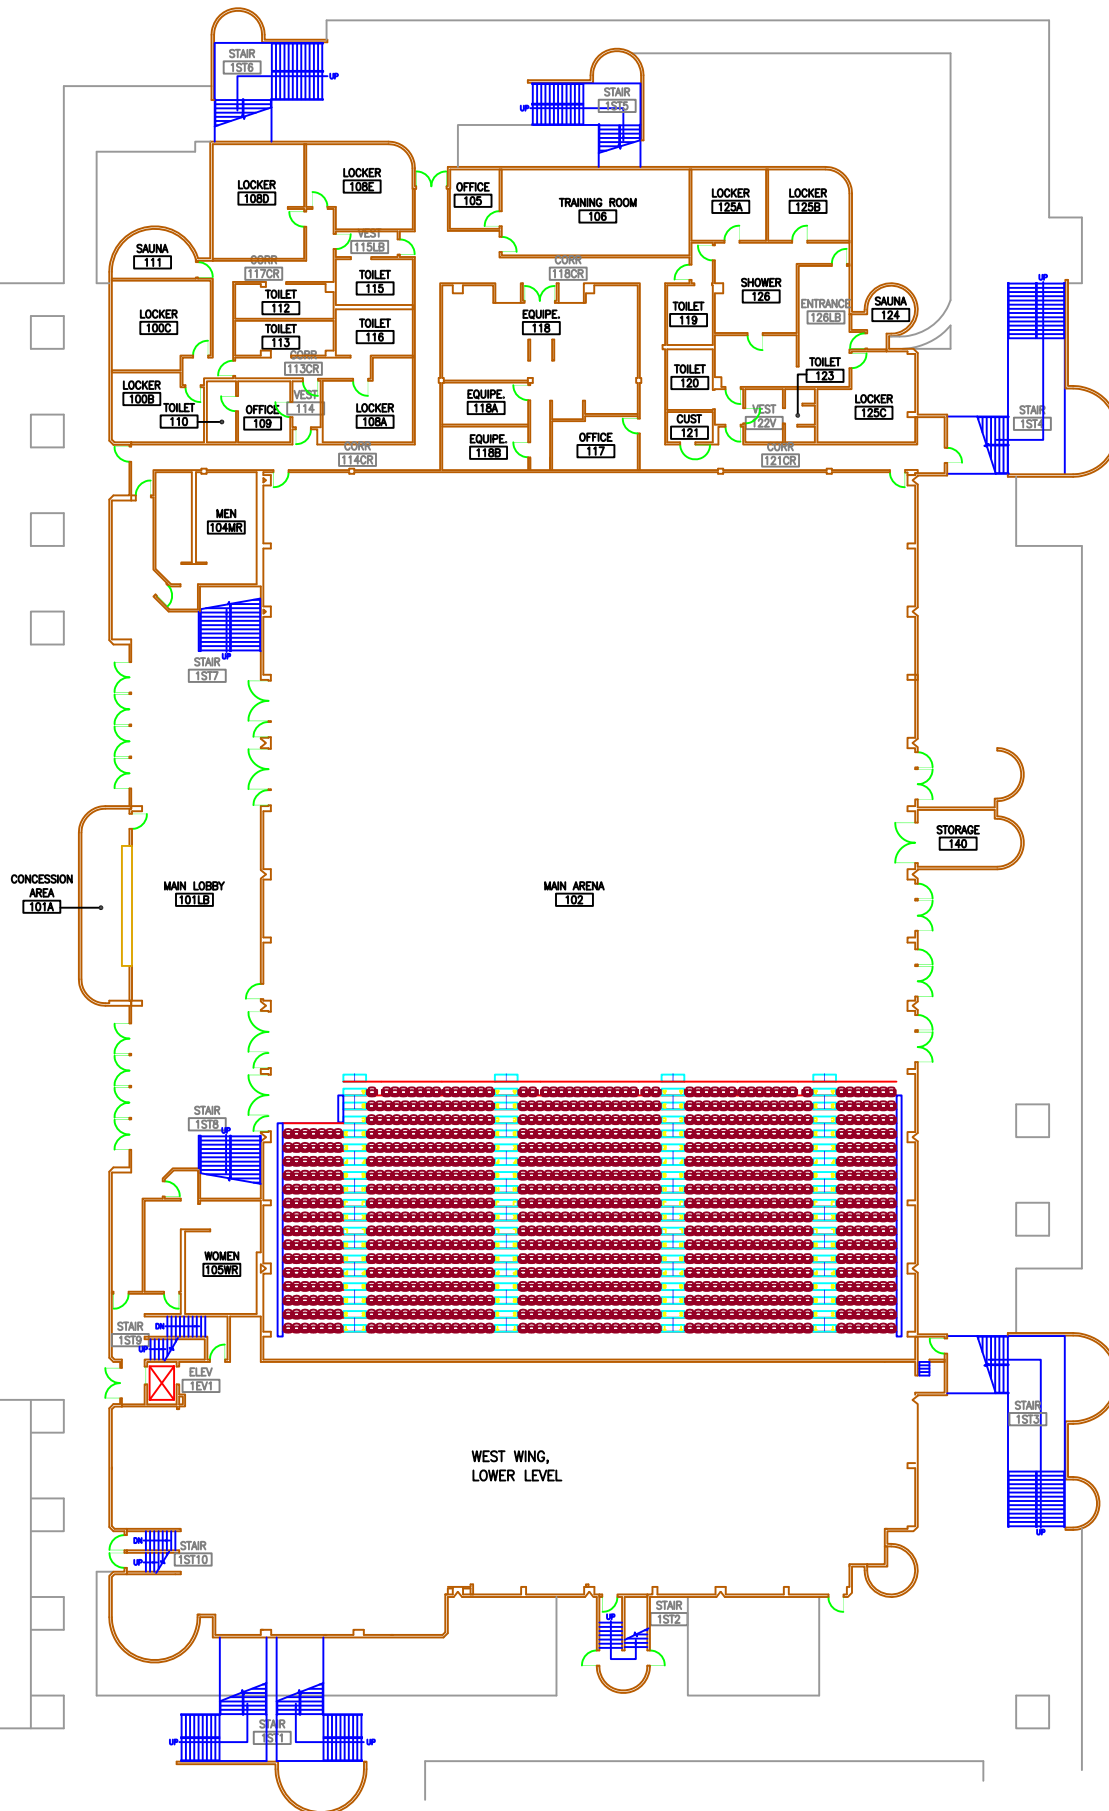 STAIR
1ST6
UP
STAIR
1ST5
UP
LOCKER
108D
LOCKER
108E
OFFICE
105
TRAINING ROOM
106
LOCKER
125A
LOCKER
125B
VEST
115LB
SAUNA
111
CORR
117CR
CORR
118CR
TOILET
115
TOILET
112
SHOWER
126
ENTRANCE
126LB
SAUNA
124
UP
LOCKER
100C
TOILET
113
TOILET
116
EQUIPE.
118
TOILET
119
CORR
113CR
TOILET
123
LOCKER
100B
TOILET
110
OFFICE
109
VEST
114
LOCKER
108A
EQUIPE.
118A
TOILET
120
CUST
121
VEST
122V
LOCKER
125C
STAIR
1ST4
EQUIPE.
118B
OFFICE
117
CORR
114CR
CORR
121CR
MEN
104MR
UP
STAIR
1ST7
STORAGE
140
CONCESSION
AREA
101A
MAIN LOBBY
101LB
MAIN ARENA
102
STAIR
1ST8
UP
WOMEN
105WR
STAIR
1ST9
DN
UP
ELEV
1EV1
STAIR
1ST3
UP
WEST WING,
LOWER LEVEL
DN
UP
STAIR
1ST10
STAIR
1ST2
UP
STAIR
1ST1
UP
UP